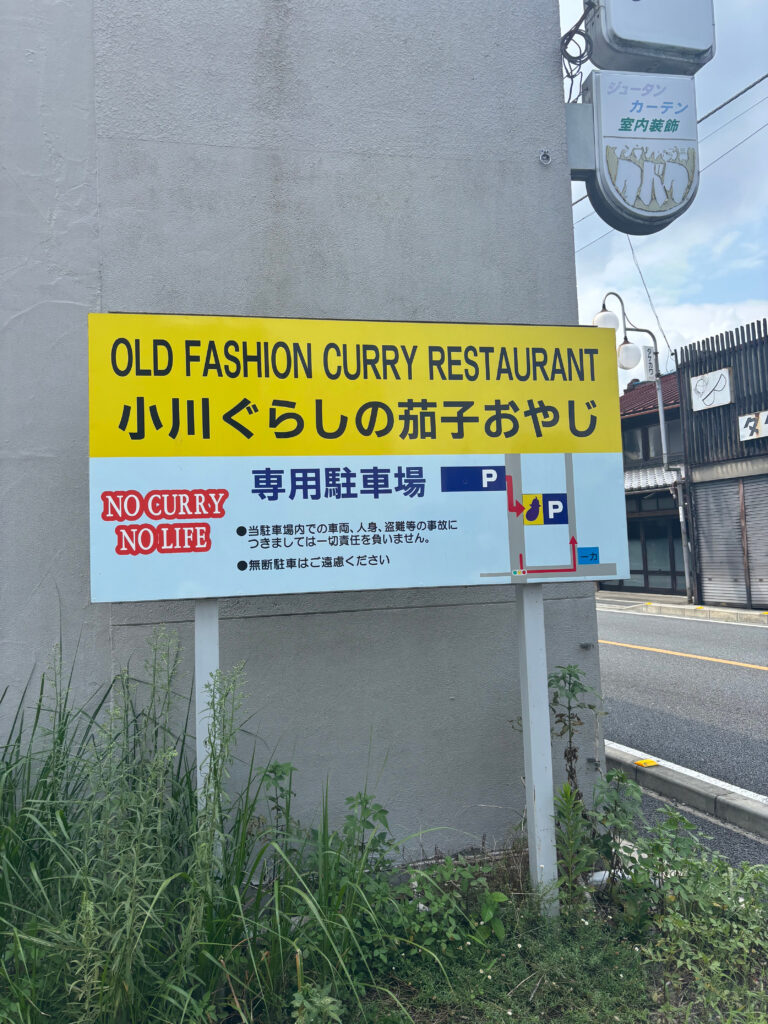 ジュータン
カーテン
室内装飾
OLD FASHION CURRY RESTAURANT
小川ぐらしの茄子おやじ
NO CURRY
NO LIFE
専用駐車場
P
P
●当駐車場内での車両、人身、盗難等の事故に
つきましては一切責任を負いません。
●無断駐車はご遠慮ください
一力